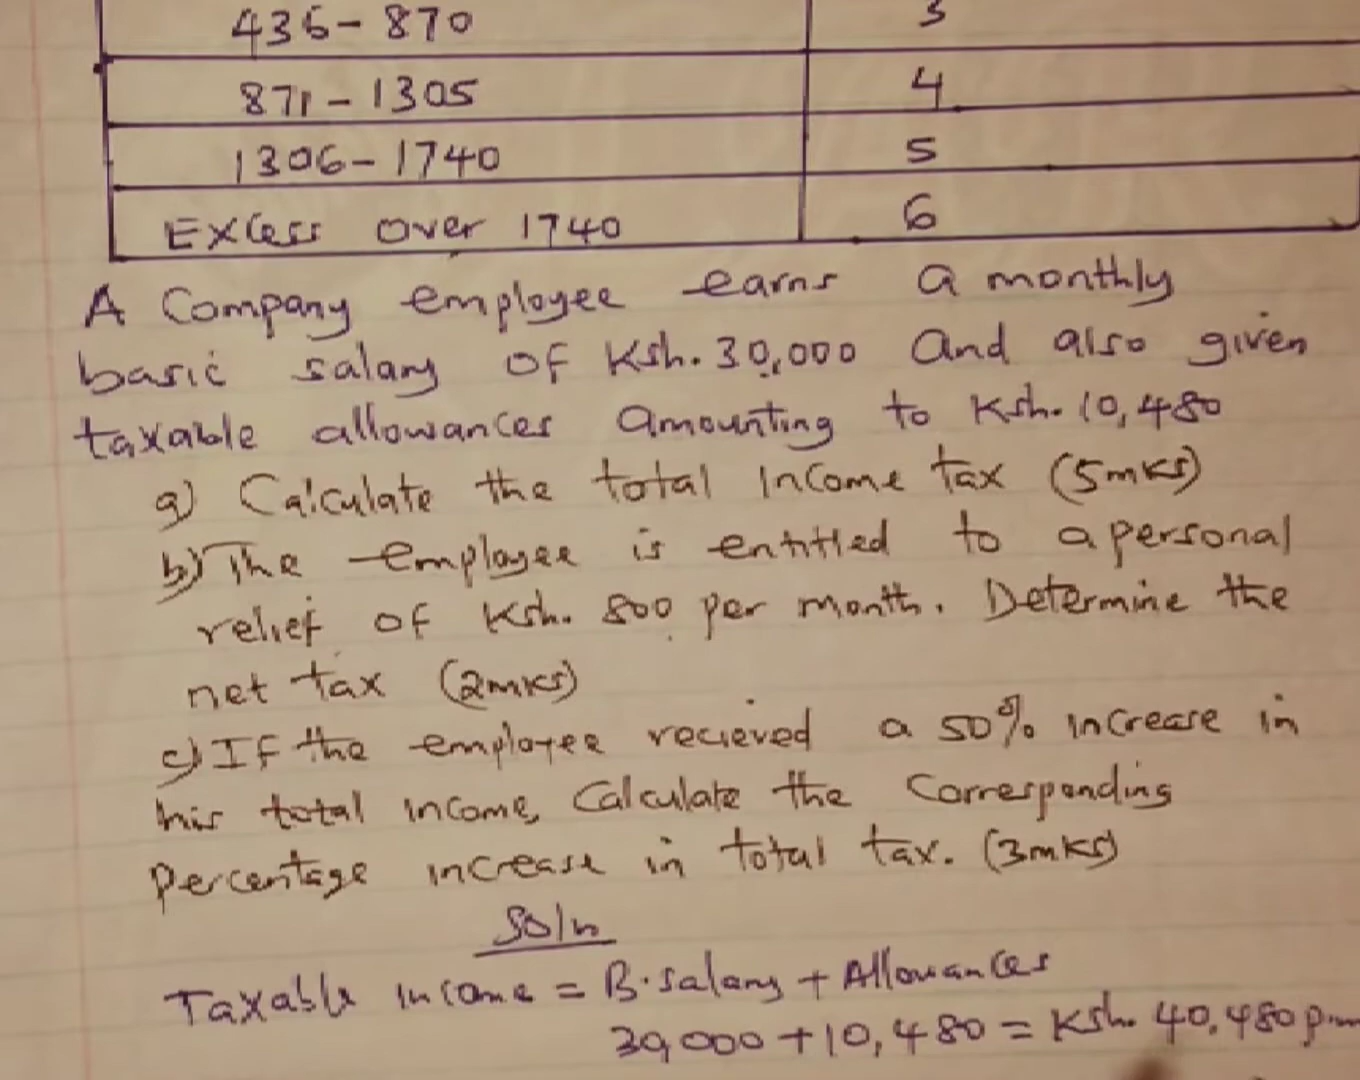 436 - 870 3
871 - 1305 4
1306 - 1740 5
Excess over 1740 6
A Company employee earns a monthly
basic salary of Ksh. 30,000 and also given
taxable allowances amounting to Ksh. 10,480
a) Calculate the total income tax (5mks)
b) The employee is entitled to a personal
relief of Ksh. 800 per month. Determine the
net tax (2mks)
c) If the employee recieved a 50% increase in
his total income, Calculate the Corresponding
percentage increase in total tax. (3mks)
Soln
Taxable income = B.salary + Allowances
30,000 + 10,480 = Ksh. 40,480 p.m